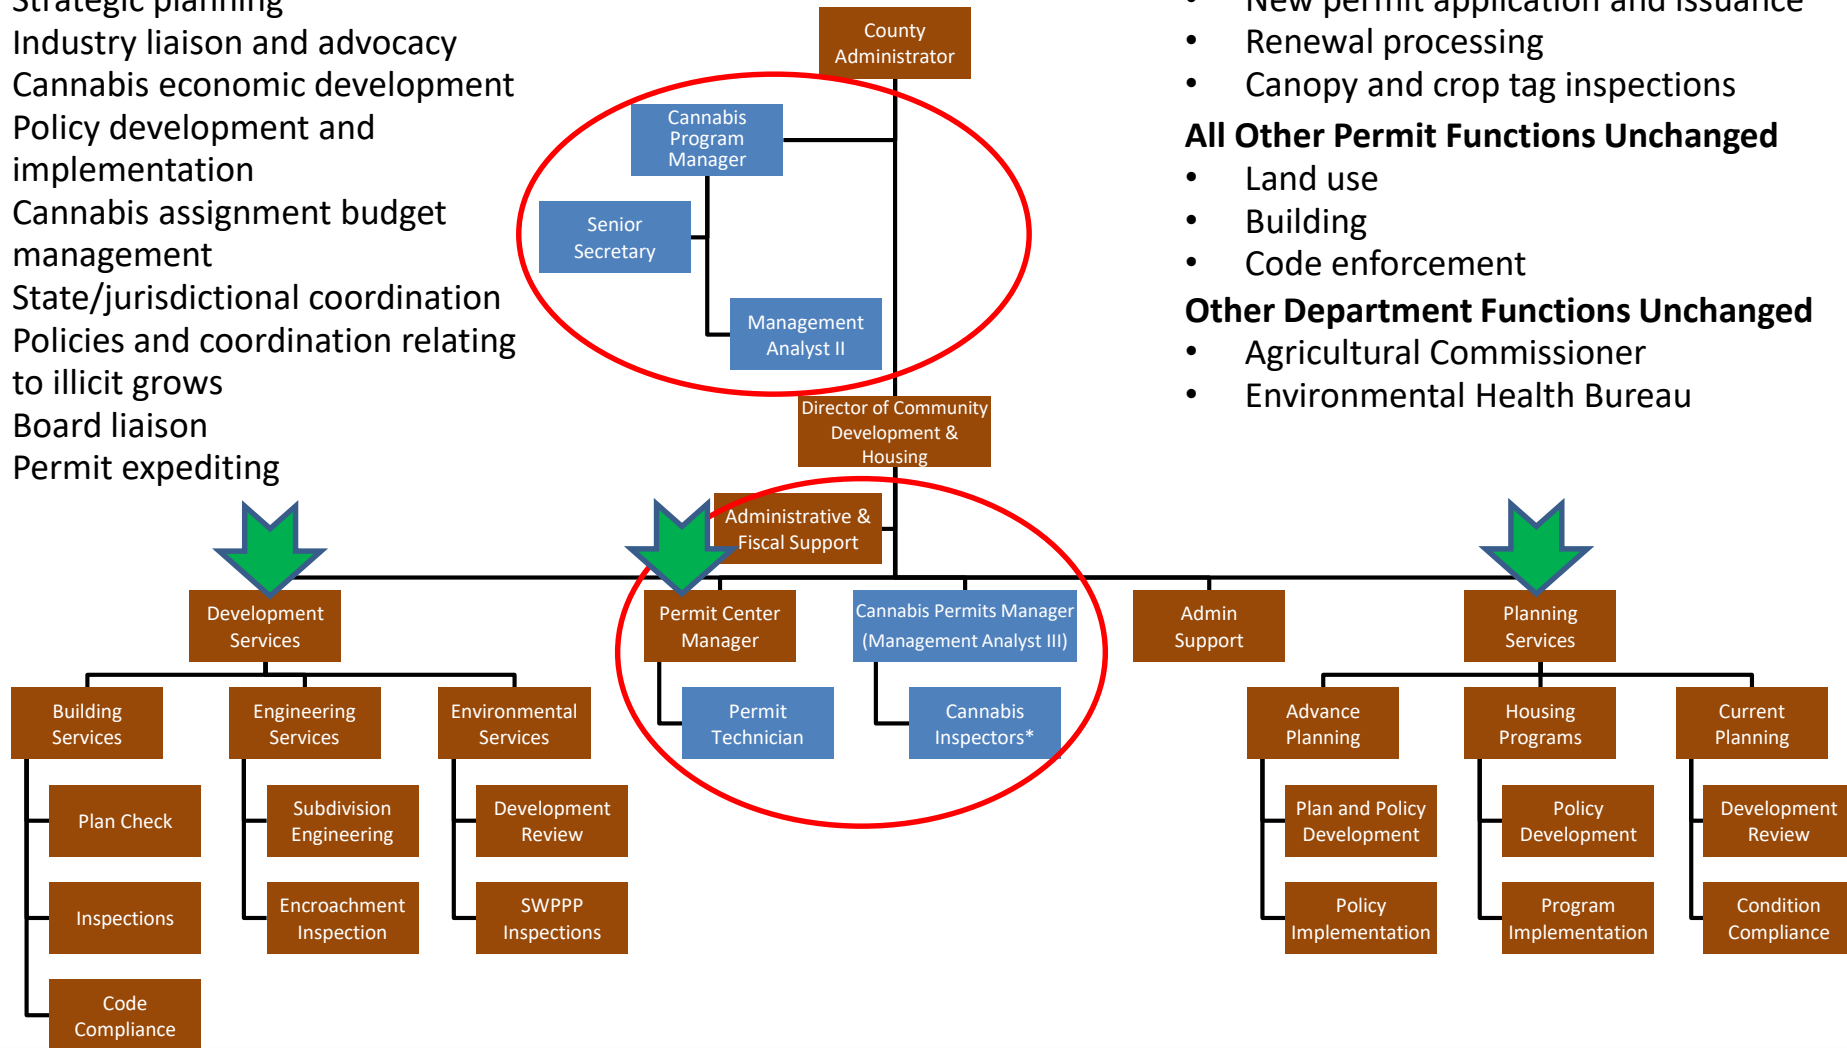 Strategic planning
Industry liaison and advocacy
Cannabis economic development
Policy development and
implementation
Cannabis assignment budget
management
State/jurisdictional coordination
Policies and coordination relating
to illicit grows
Board liaison
Permit expediting
• New permit application and issuance
• Renewal processing
• Canopy and crop tag inspections
All Other Permit Functions Unchanged
• Land use
• Building
• Code enforcement
Other Department Functions Unchanged
• Agricultural Commissioner
• Environmental Health Bureau
County
Administrator
Cannabis
Program
Manager
Senior
Secretary
Management
Analyst II
Director of Community
Development &
Housing
Administrative &
Fiscal Support
Development
Services
Permit Center
Manager
Cannabis Permits Manager
(Management Analyst III)
Admin
Support
Planning
Services
Building
Services
Engineering
Services
Environmental
Services
Permit
Technician
Cannabis
Inspectors*
Advance
Planning
Housing
Programs
Current
Planning
Plan Check
Subdivision
Engineering
Development
Review
Plan and Policy
Development
Policy
Development
Development
Review
Inspections
Encroachment
Inspection
SWPPP
Inspections
Policy
Implementation
Program
Implementation
Condition
Compliance
Code
Compliance